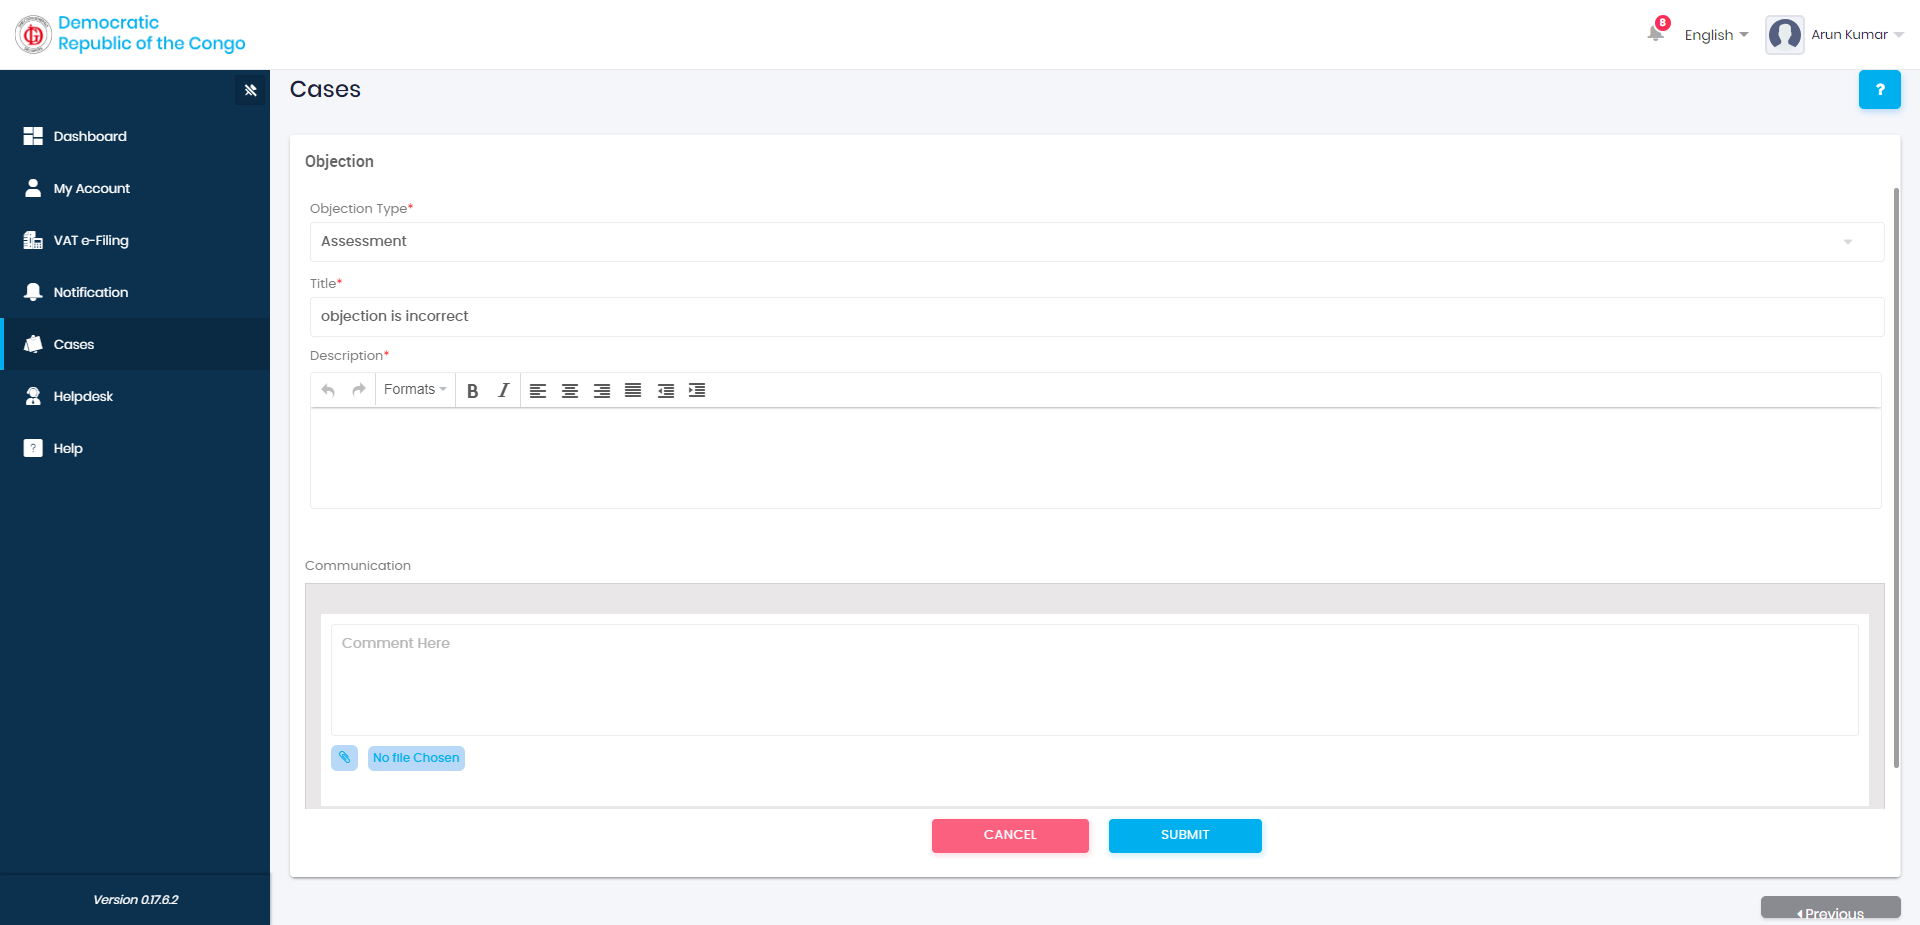 Democratic
Republic of the Congo
8
English
Arun Kumar
Cases
?
Dashboard
My Account
VAT e-Filing
Notification
Cases
Helpdesk
? Help
Version 0.17.6.2
Objection
Objection Type*
Assessment
Title*
objection is incorrect
Description*
Formats B I
Communication
Comment Here
No file Chosen
CANCEL SUBMIT
Previous